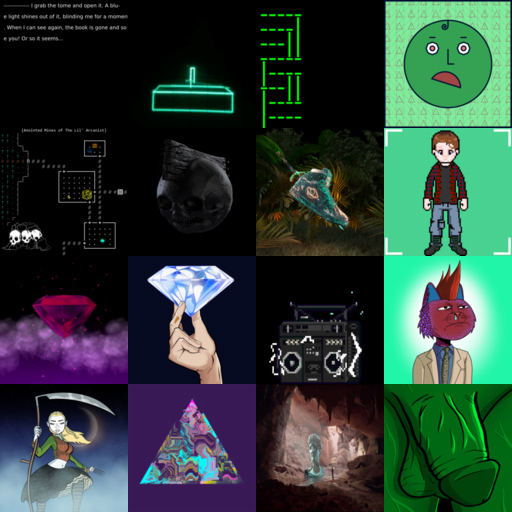 ---------- I grab the tome and open it. A blu-
e light shines out of it, blinding me for a momen
. When I can see again, the book is gone and so
e you! Or so it seems...
[Anointed Mines of The Lil' Arcanist]